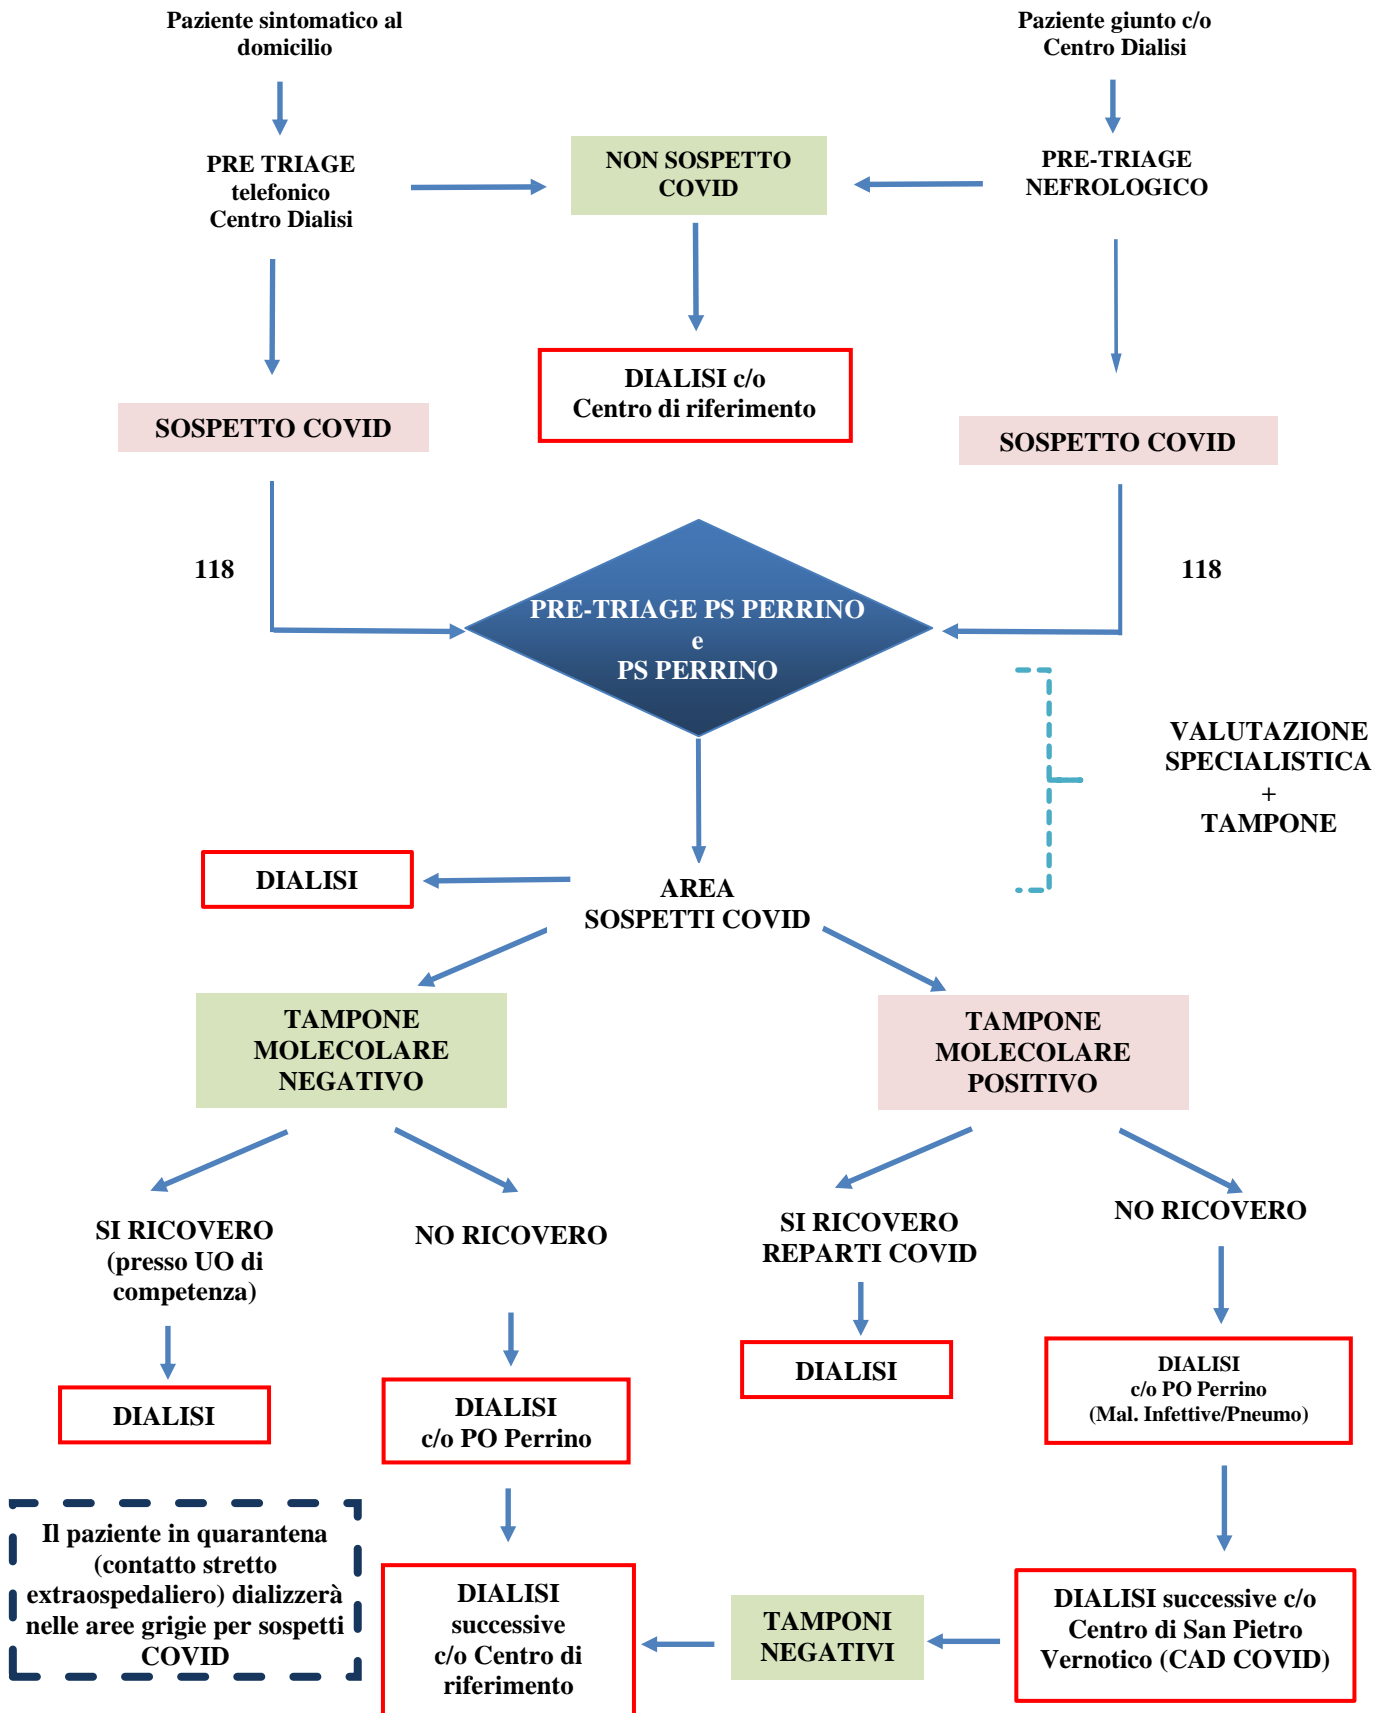 Paziente sintomatico al
domicilio
Paziente giunto c/o
Centro Dialisi
PRE TRIAGE
telefonico
Centro Dialisi
NON SOSPETTO
COVID
PRE-TRIAGE
NEFROLOGICO
DIALISI c/o
Centro di riferimento
SOSPETTO COVID
SOSPETTO COVID
118
118
PRE-TRIAGE PS PERRINO
e
PS PERRINO
VALUTAZIONE
SPECIALISTICA
+
TAMPONE
DIALISI
AREA
SOSPETTI COVID
TAMPONE
MOLECOLARE
NEGATIVO
TAMPONE
MOLECOLARE
POSITIVO
SI RICOVERO
(presso UO di
competenza)
NO RICOVERO
SI RICOVERO
REPARTI COVID
NO RICOVERO
DIALISI
DIALISI
c/o PO Perrino
DIALISI
DIALISI
c/o PO Perrino
(Mal. Infettive/Pneumo)
Il paziente in quarantena
(contatto stretto
extraospedaliero) dializzerà
nelle aree grigie per sospetti
COVID
DIALISI
successive
c/o Centro di
riferimento
TAMPONI
NEGATIVI
DIALISI successive c/o
Centro di San Pietro
Vernotico (CAD COVID)